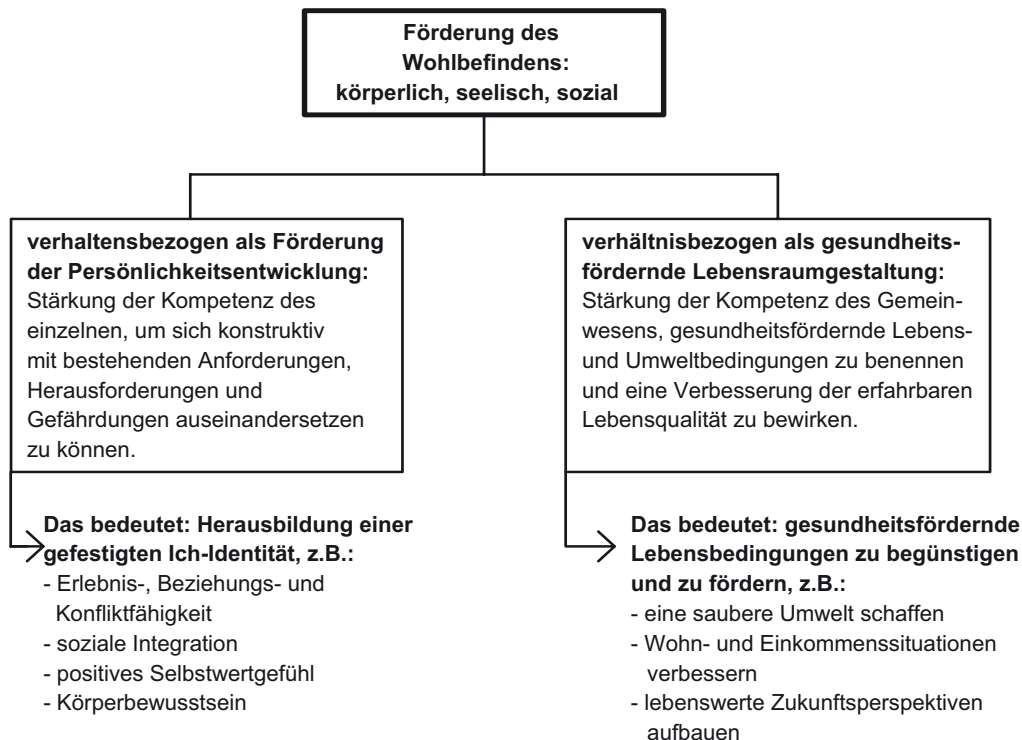 Förderung des
Wohlbefindens:
körperlich, seelisch, sozial
verhaltensbezogen als Förderung
der Persönlichkeitsentwicklung:
Stärkung der Kompetenz des
einzelnen, um sich konstruktiv
mit bestehenden Anforderungen,
Herausforderungen und
Gefährdungen auseinandersetzen
zu können.
Das bedeutet: Herausbildung einer
gefestigten Ich-Identität, z.B.:
- Erlebnis-, Beziehungs- und
Konfliktfähigkeit
- soziale Integration
- positives Selbstwertgefühl
- Körperbewusstsein
verhältnisbezogen als gesundheits-
fördernde Lebensraumgestaltung:
Stärkung der Kompetenz des Gemein-
wesens, gesundheitsfördernde Lebens-
und Umweltbedingungen zu benennen
und eine Verbesserung der erfahrbaren
Lebensqualität zu bewirken.
Das bedeutet: gesundheitsfördernde
Lebensbedingungen zu begünstigen
und zu fördern, z.B.:
- eine saubere Umwelt schaffen
- Wohn- und Einkommenssituationen
verbessern
- lebenswerte Zukunftsperspektiven
aufbauen